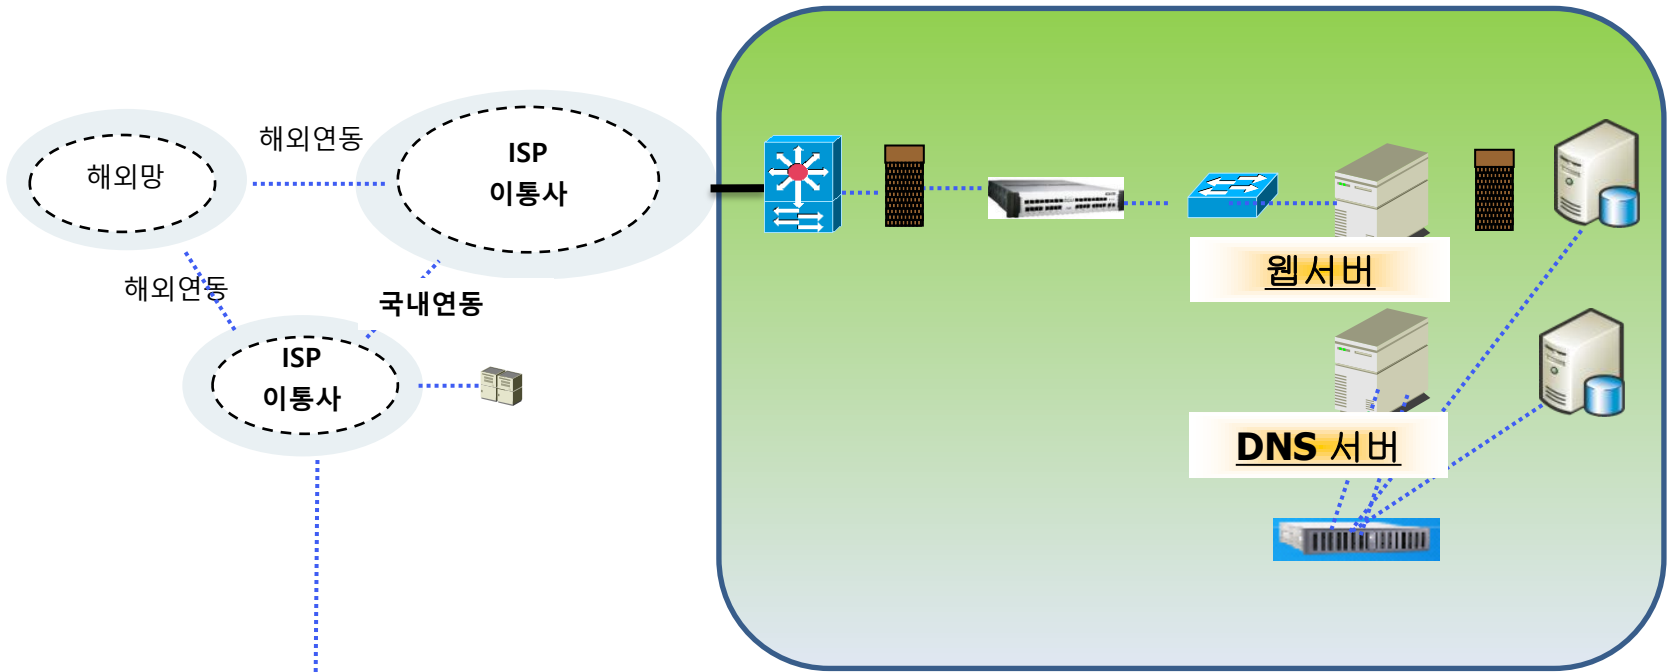 해외연동
ISP
이통사
해외망
해외연동
국내연동
ISP
이통사
웹서버
DNS 서버